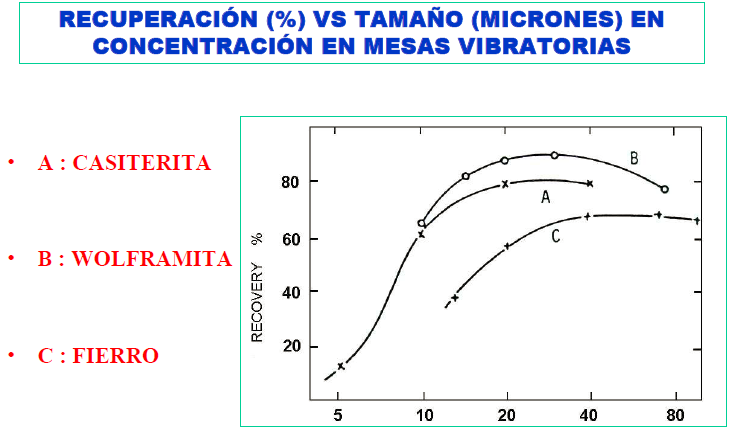 RECUPERACIÓN (%) VS TAMAÑO (MICRONES) EN
CONCENTRACIÓN EN MESAS VIBRATORIAS
• A : CASITERITA
• B : WOLFRAMITA
• C : FIERRO
RECOVERY %
80
60
40
20
B
A
C
5 10 20 40 80